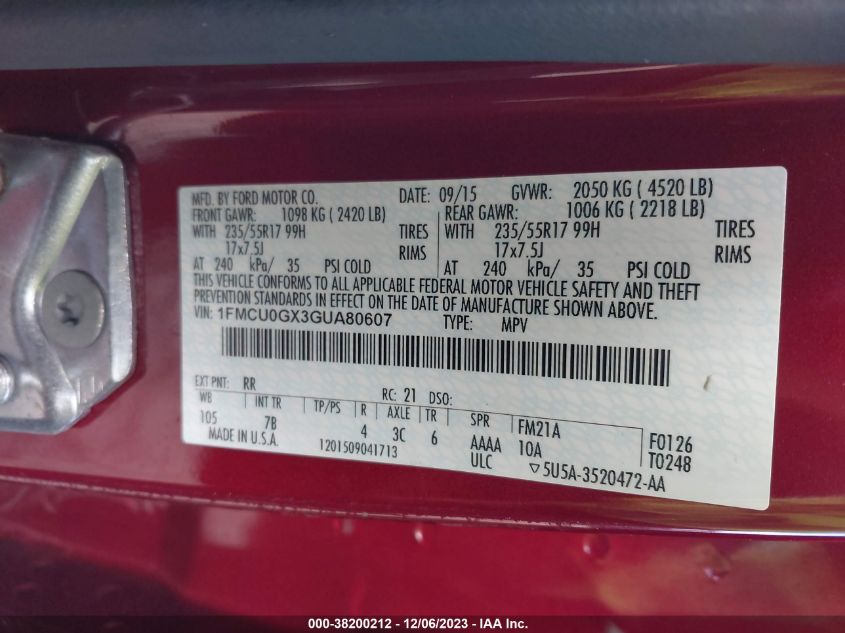 MFD. BY FORD MOTOR CO. DATE: 09/15 GVWR: 2050 KG ( 4520 LB)
FRONT GAWR: 1098 KG ( 2420 LB) REAR GAWR: 1006 KG ( 2218 LB)
WITH 235/55R17 99H TIRES WITH 235/55R17 99H TIRES
17x7.5J RIMS 17x7.5J RIMS
AT 240 kPa/ 35 PSI COLD AT 240 kPa/ 35 PSI COLD
THIS VEHICLE CONFORMS TO ALL APPLICABLE FEDERAL MOTOR VEHICLE SAFETY AND THEFT
PREVENTION STANDARDS IN EFFECT ON THE DATE OF MANUFACTURE SHOWN ABOVE.
VIN: 1FMCU0GX3GUA80607 TYPE: MPV
EXT PNT: RR RC: 21 DSO:
WB INT TR TP/PS R AXLE TR SPR FM21A F0126
105 7B 4 3C 6 AAAA 10A T0248
MADE IN U.S.A. 1201509041713 ULC ▽5U5A-3520472-AA
000-38200212 - 12/06/2023 - IAA Inc.